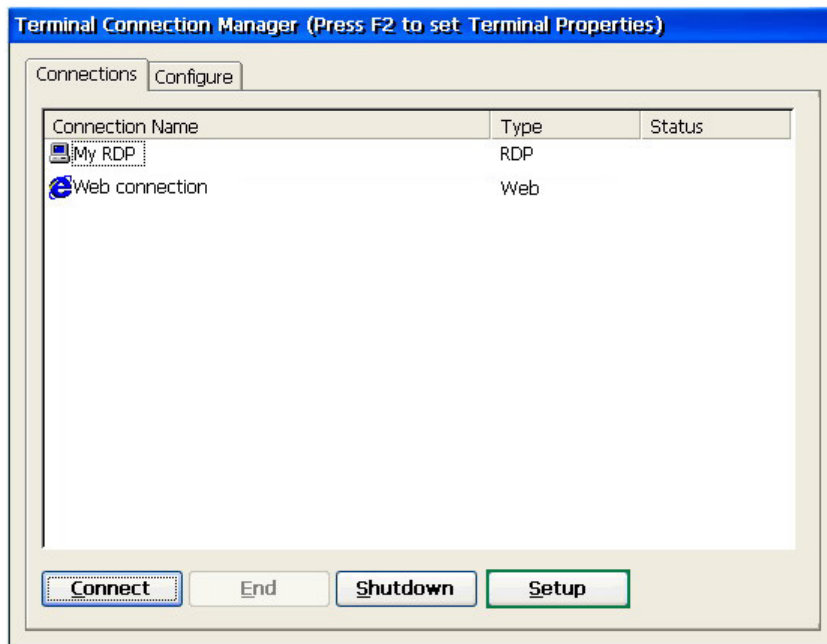 Terminal Connection Manager (Press F2 to set Terminal Properties)
Connections Configure
Connection Name Type Status
My RDP RDP
Web connection Web
Connect End Shutdown Setup